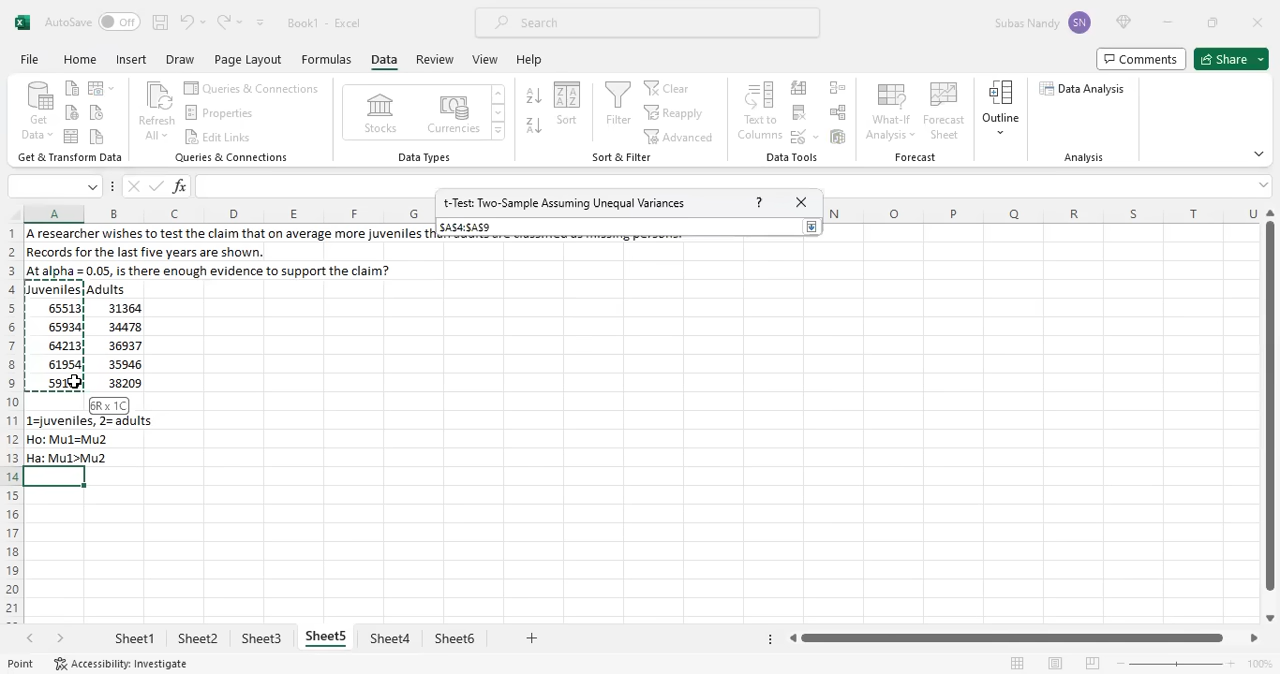 AutoSave Off Book1 - Excel Search Subas Nandy SN
File Home Insert Draw Page Layout Formulas Data Review View Help Comments Share
Get Data
Refresh All
Queries & Connections
Properties
Edit Links
Stocks
Currencies
Sort
Filter
Clear
Reapply
Advanced
Text to Columns
What-If Analysis
Forecast Sheet
Outline
Data Analysis
Get & Transform Data Queries & Connections Data Types Sort & Filter Data Tools Forecast Analysis
fx
t-Test: Two-Sample Assuming Unequal Variances ?
$A$4:$A$9
A B C D E F G N O P Q R S T U
1 A researcher wishes to test the claim that on average more juveniles than adults are classified as missing persons.
2 Records for the last five years are shown.
3 At alpha = 0.05, is there enough evidence to support the claim?
4 Juveniles Adults
5 65513 31364
6 65934 34478
7 64213 36937
8 61954 35946
9 38209
10 6R x 1C
11 1=juveniles, 2= adults
12 Ho: Mu1=Mu2
13 Ha: Mu1>Mu2
14
15
16
17
18
19
20
21
Sheet1 Sheet2 Sheet3 Sheet5 Sheet4 Sheet6
Point Accessibility: Investigate 100%